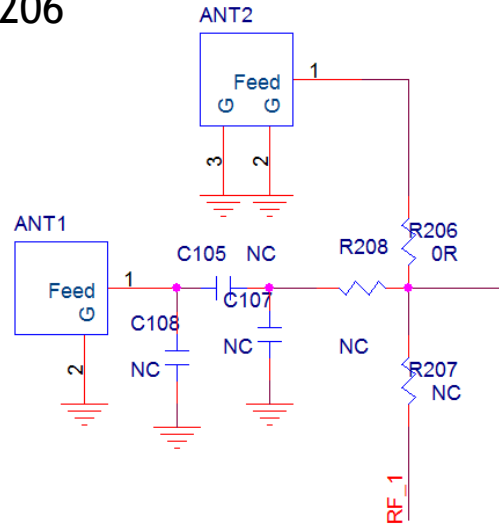 206
ANT2
1
Feed
G
G
3
2
ANT1
C105
NC
R208
R206
0R
1
Feed
G
C107
C108
NC
NC
NC
R207
NC
2
RF_1